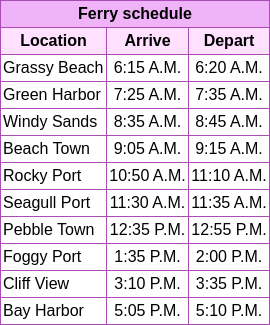 Ferry schedule
Location Arrive Depart
Grassy Beach 6:15 A.M. 6:20 A.M.
Green Harbor 7:25 A.M. 7:35 A.M.
Windy Sands 8:35 A.M. 8:45 A.M.
Beach Town 9:05 A.M. 9:15 A.M.
Rocky Port 10:50 A.M. 11:10 A.M.
Seagull Port 11:30 A.M. 11:35 A.M.
Pebble Town 12:35 P.M. 12:55 P.M.
Foggy Port 1:35 P.M. 2:00 P.M.
Cliff View 3:10 P.M. 3:35 P.M.
Bay Harbor 5:05 P.M. 5:10 P.M.